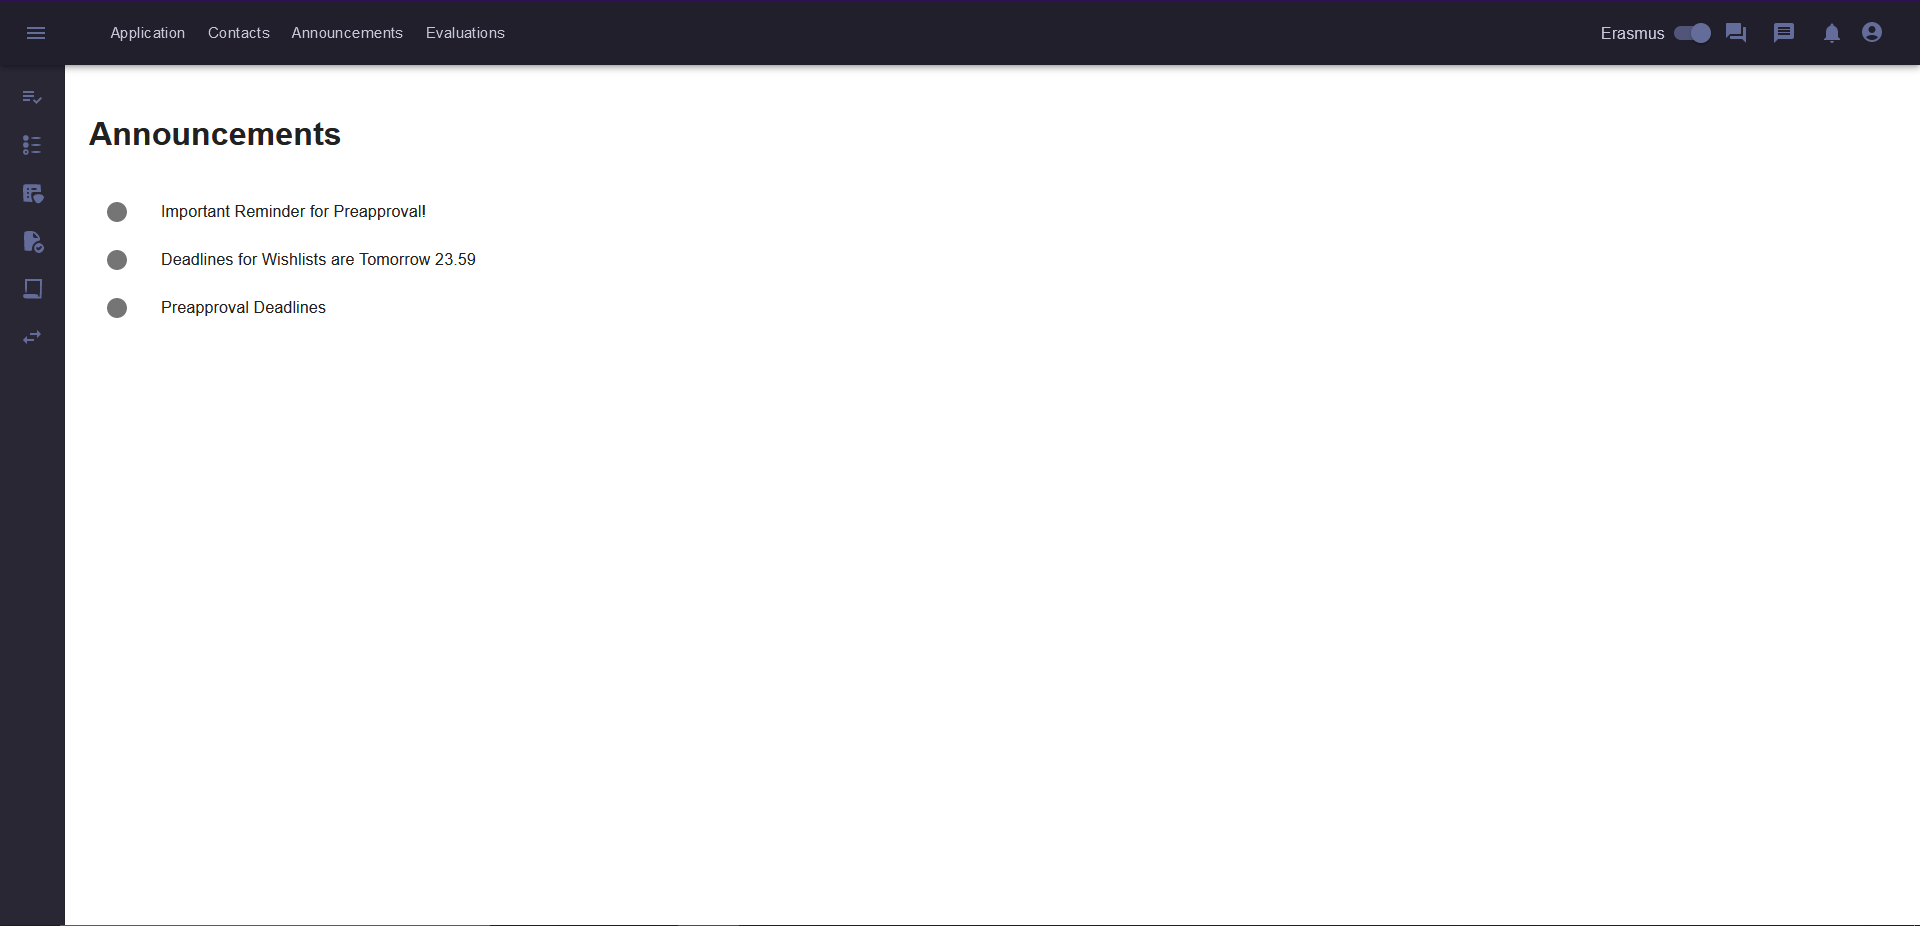 Application Contacts Announcements Evaluations Erasmus
Announcements
Important Reminder for Preapproval!
Deadlines for Wishlists are Tomorrow 23.59
Preapproval Deadlines